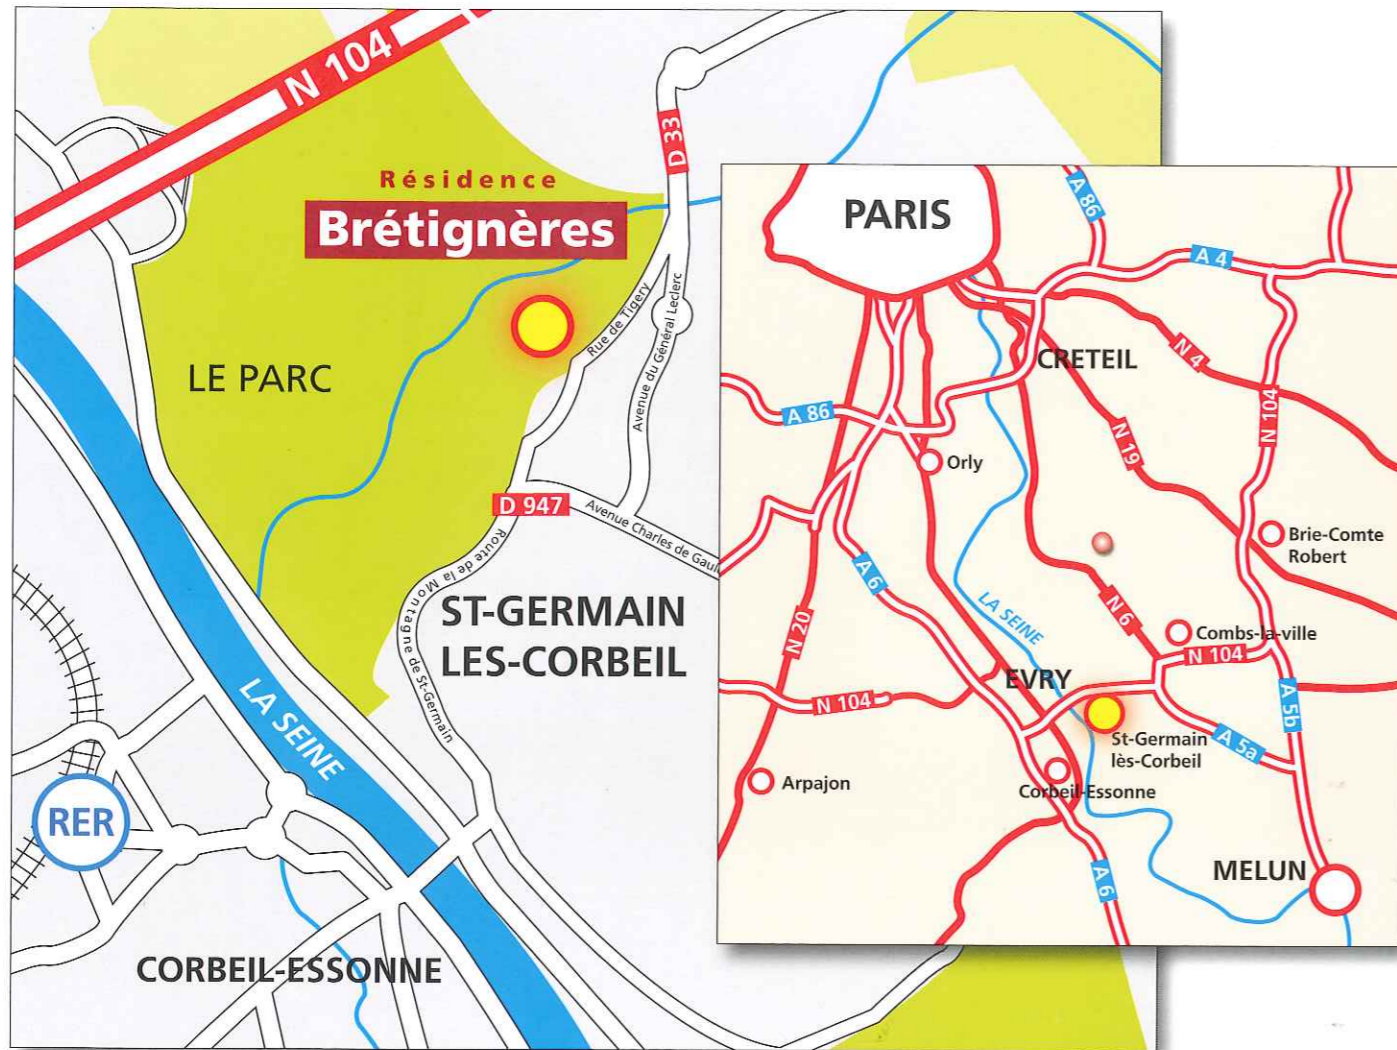 N 104
D 33
Résidence
Brétignères
Rue de Tigery
Avenue du Général Leclerc
LE PARC
D 947
Avenue Charles de Gaul
Route de la Montagne de St-Germain
ST-GERMAIN
LES-CORBEIL
LA SEINE
RER
CORBEIL-ESSONNE
PARIS
A 86
A 4
CRETEIL
N 4
A 86
N 104
N 19
Orly
Brie-Comte
Robert
A 6
LA SEINE
N 20
N 6
Combs-la-ville
N 104
EVRY
N 104
A 5b
St-Germain
lès-Corbeil
A 5a
Arpajon
Corbeil-Essonne
MELUN
A 6